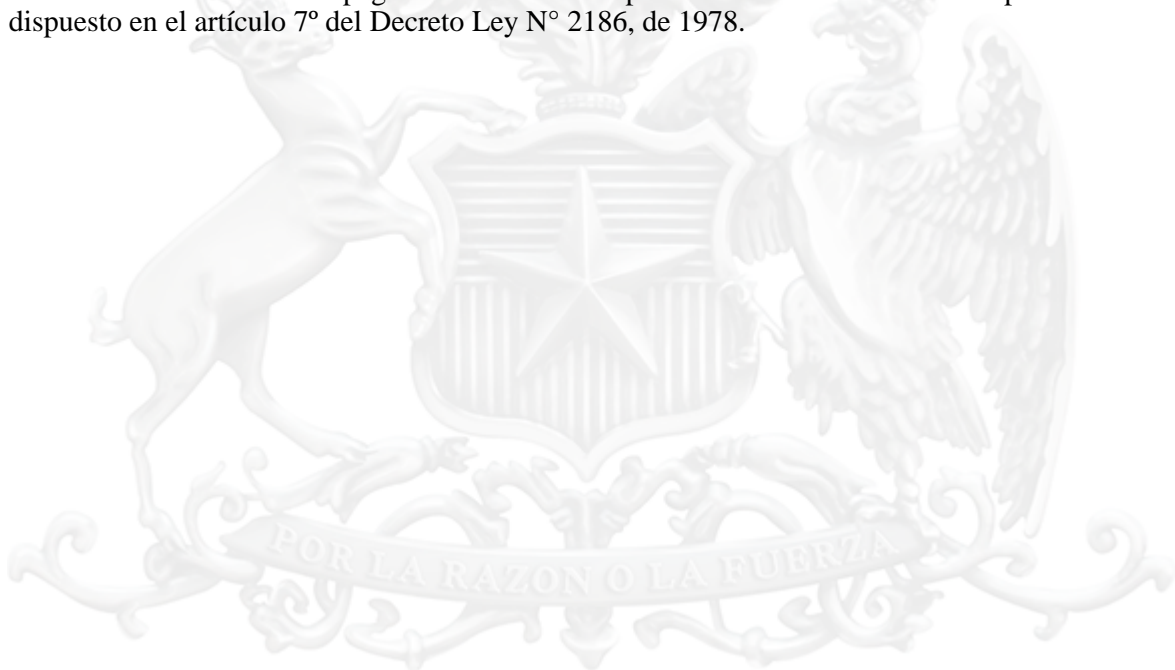 dispuesto en el artículo 7º del Decreto Ley N° 2186, de 1978.
POR LA RAZON O LA FUERZA